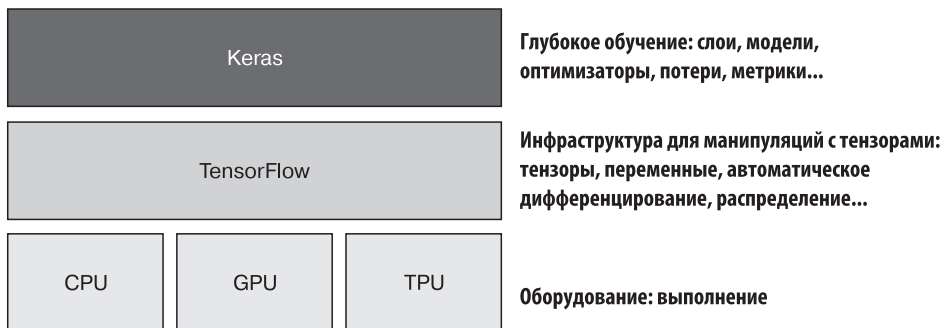 Keras
Глубокое обучение: слои, модели,
оптимизаторы, потери, метрики...
TensorFlow
Инфраструктура для манипуляций с тензорами:
тензоры, переменные, автоматическое
дифференцирование, распределение...
CPU
GPU
TPU
Оборудование: выполнение